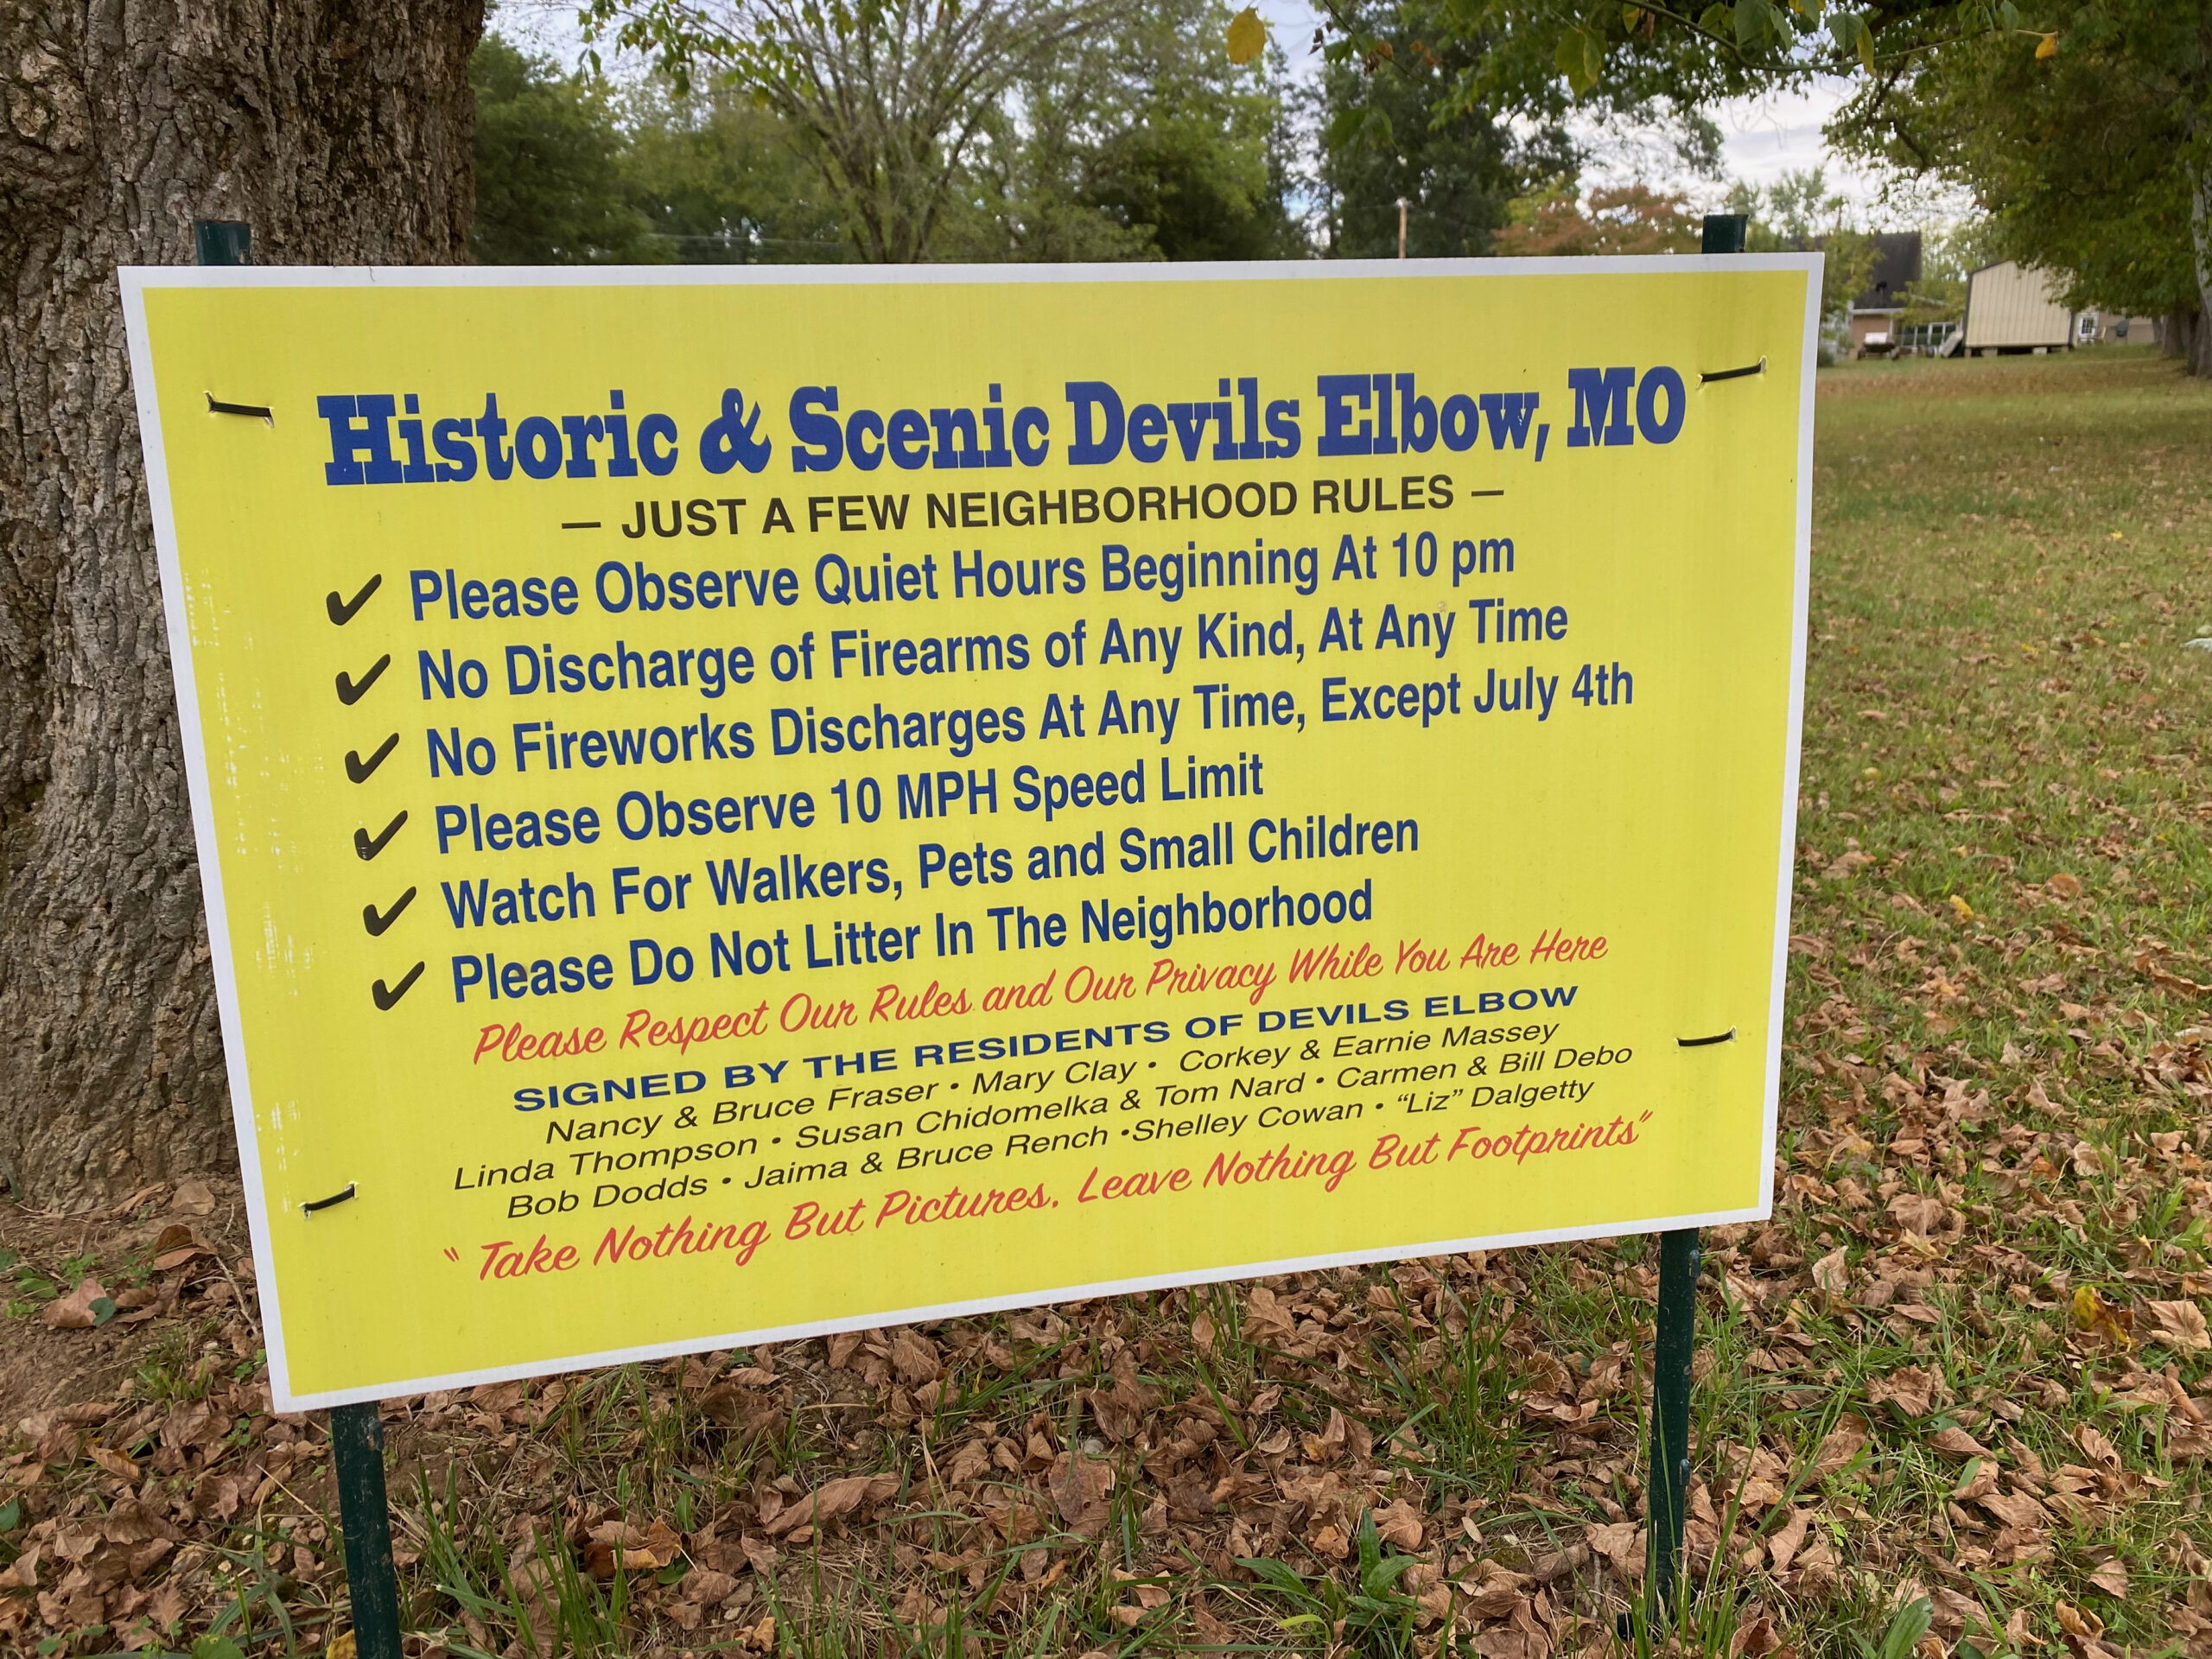 Historic & Scenic Devils Elbow, MO
— JUST A FEW NEIGHBORHOOD RULES —
✔ Please Observe Quiet Hours Beginning At 10 pm
✔ No Discharge of Firearms of Any Kind, At Any Time
✔ No Fireworks Discharges At Any Time, Except July 4th
✔ Please Observe 10 MPH Speed Limit
✔ Watch For Walkers, Pets and Small Children
✔ Please Do Not Litter In The Neighborhood
Please Respect Our Rules and Our Privacy While You Are Here
SIGNED BY THE RESIDENTS OF DEVILS ELBOW
Nancy & Bruce Fraser • Mary Clay • Corkey & Earnie Massey
Linda Thompson • Susan Chidomelka & Tom Nard • Carmen & Bill Debo
Bob Dodds • Jaima & Bruce Rench •Shelley Cowan • “Liz” Dalgetty
“Take Nothing But Pictures. Leave Nothing But Footprints”